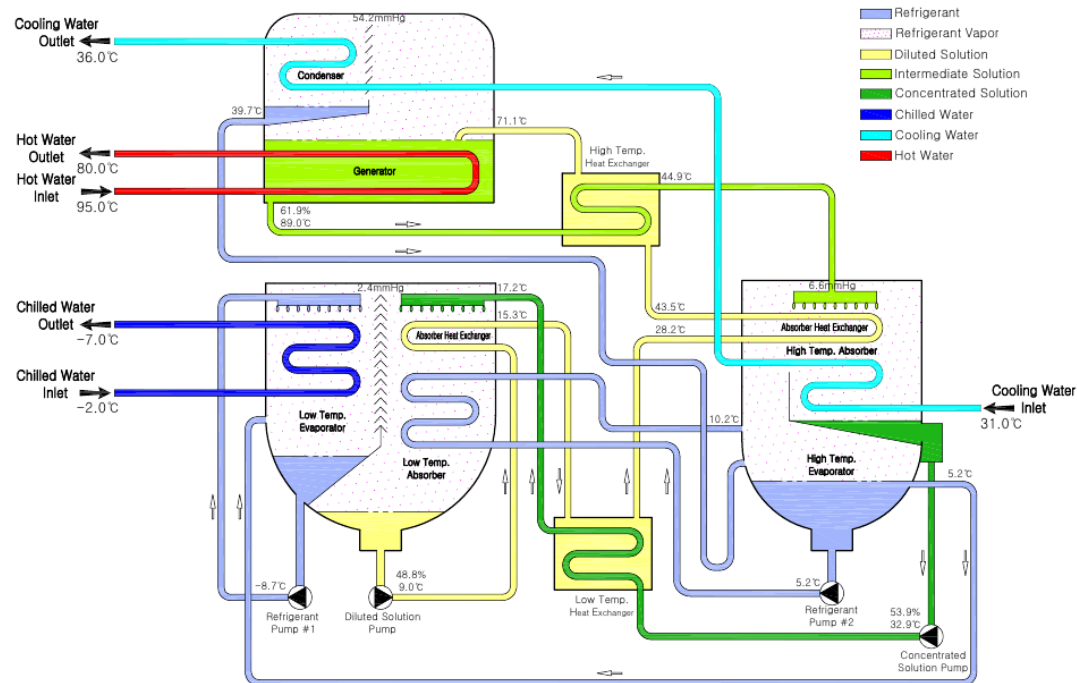 Cooling Water
Outlet
36.0℃
54.2mmHg
Condenser
39.7℃
Hot Water
Outlet
80.0℃
Hot Water
Inlet
95.0℃
Generator
71.1℃
High Temp.
Heat Exchanger
44.9℃
61.9%
89.0℃
Refrigerant
Refrigerant Vapor
Diluted Solution
Intermediate Solution
Concentrated Solution
Chilled Water
Cooling Water
Hot Water
Chilled Water
Outlet
-7.0℃
Chilled Water
Inlet
-2.0℃
2.4mmHg
17.2℃
15.3℃
Absorber Heat Exchanger
Low Temp.
Evaporator
Low Temp.
Absorber
-8.7℃
Refrigerant
Pump #1
48.8%
9.0℃
Diluted Solution
Pump
Low Temp.
Heat Exchanger
43.5℃
28.2℃
6.6mmHg
Absorber Heat Exchanger
High Temp. Absorber
10.2℃
Cooling Water
Inlet
31.0℃
High Temp.
Evaporator
5.2℃
5.2℃
Refrigerant
Pump #2
53.9%
32.9℃
Concentrated
Solution Pump